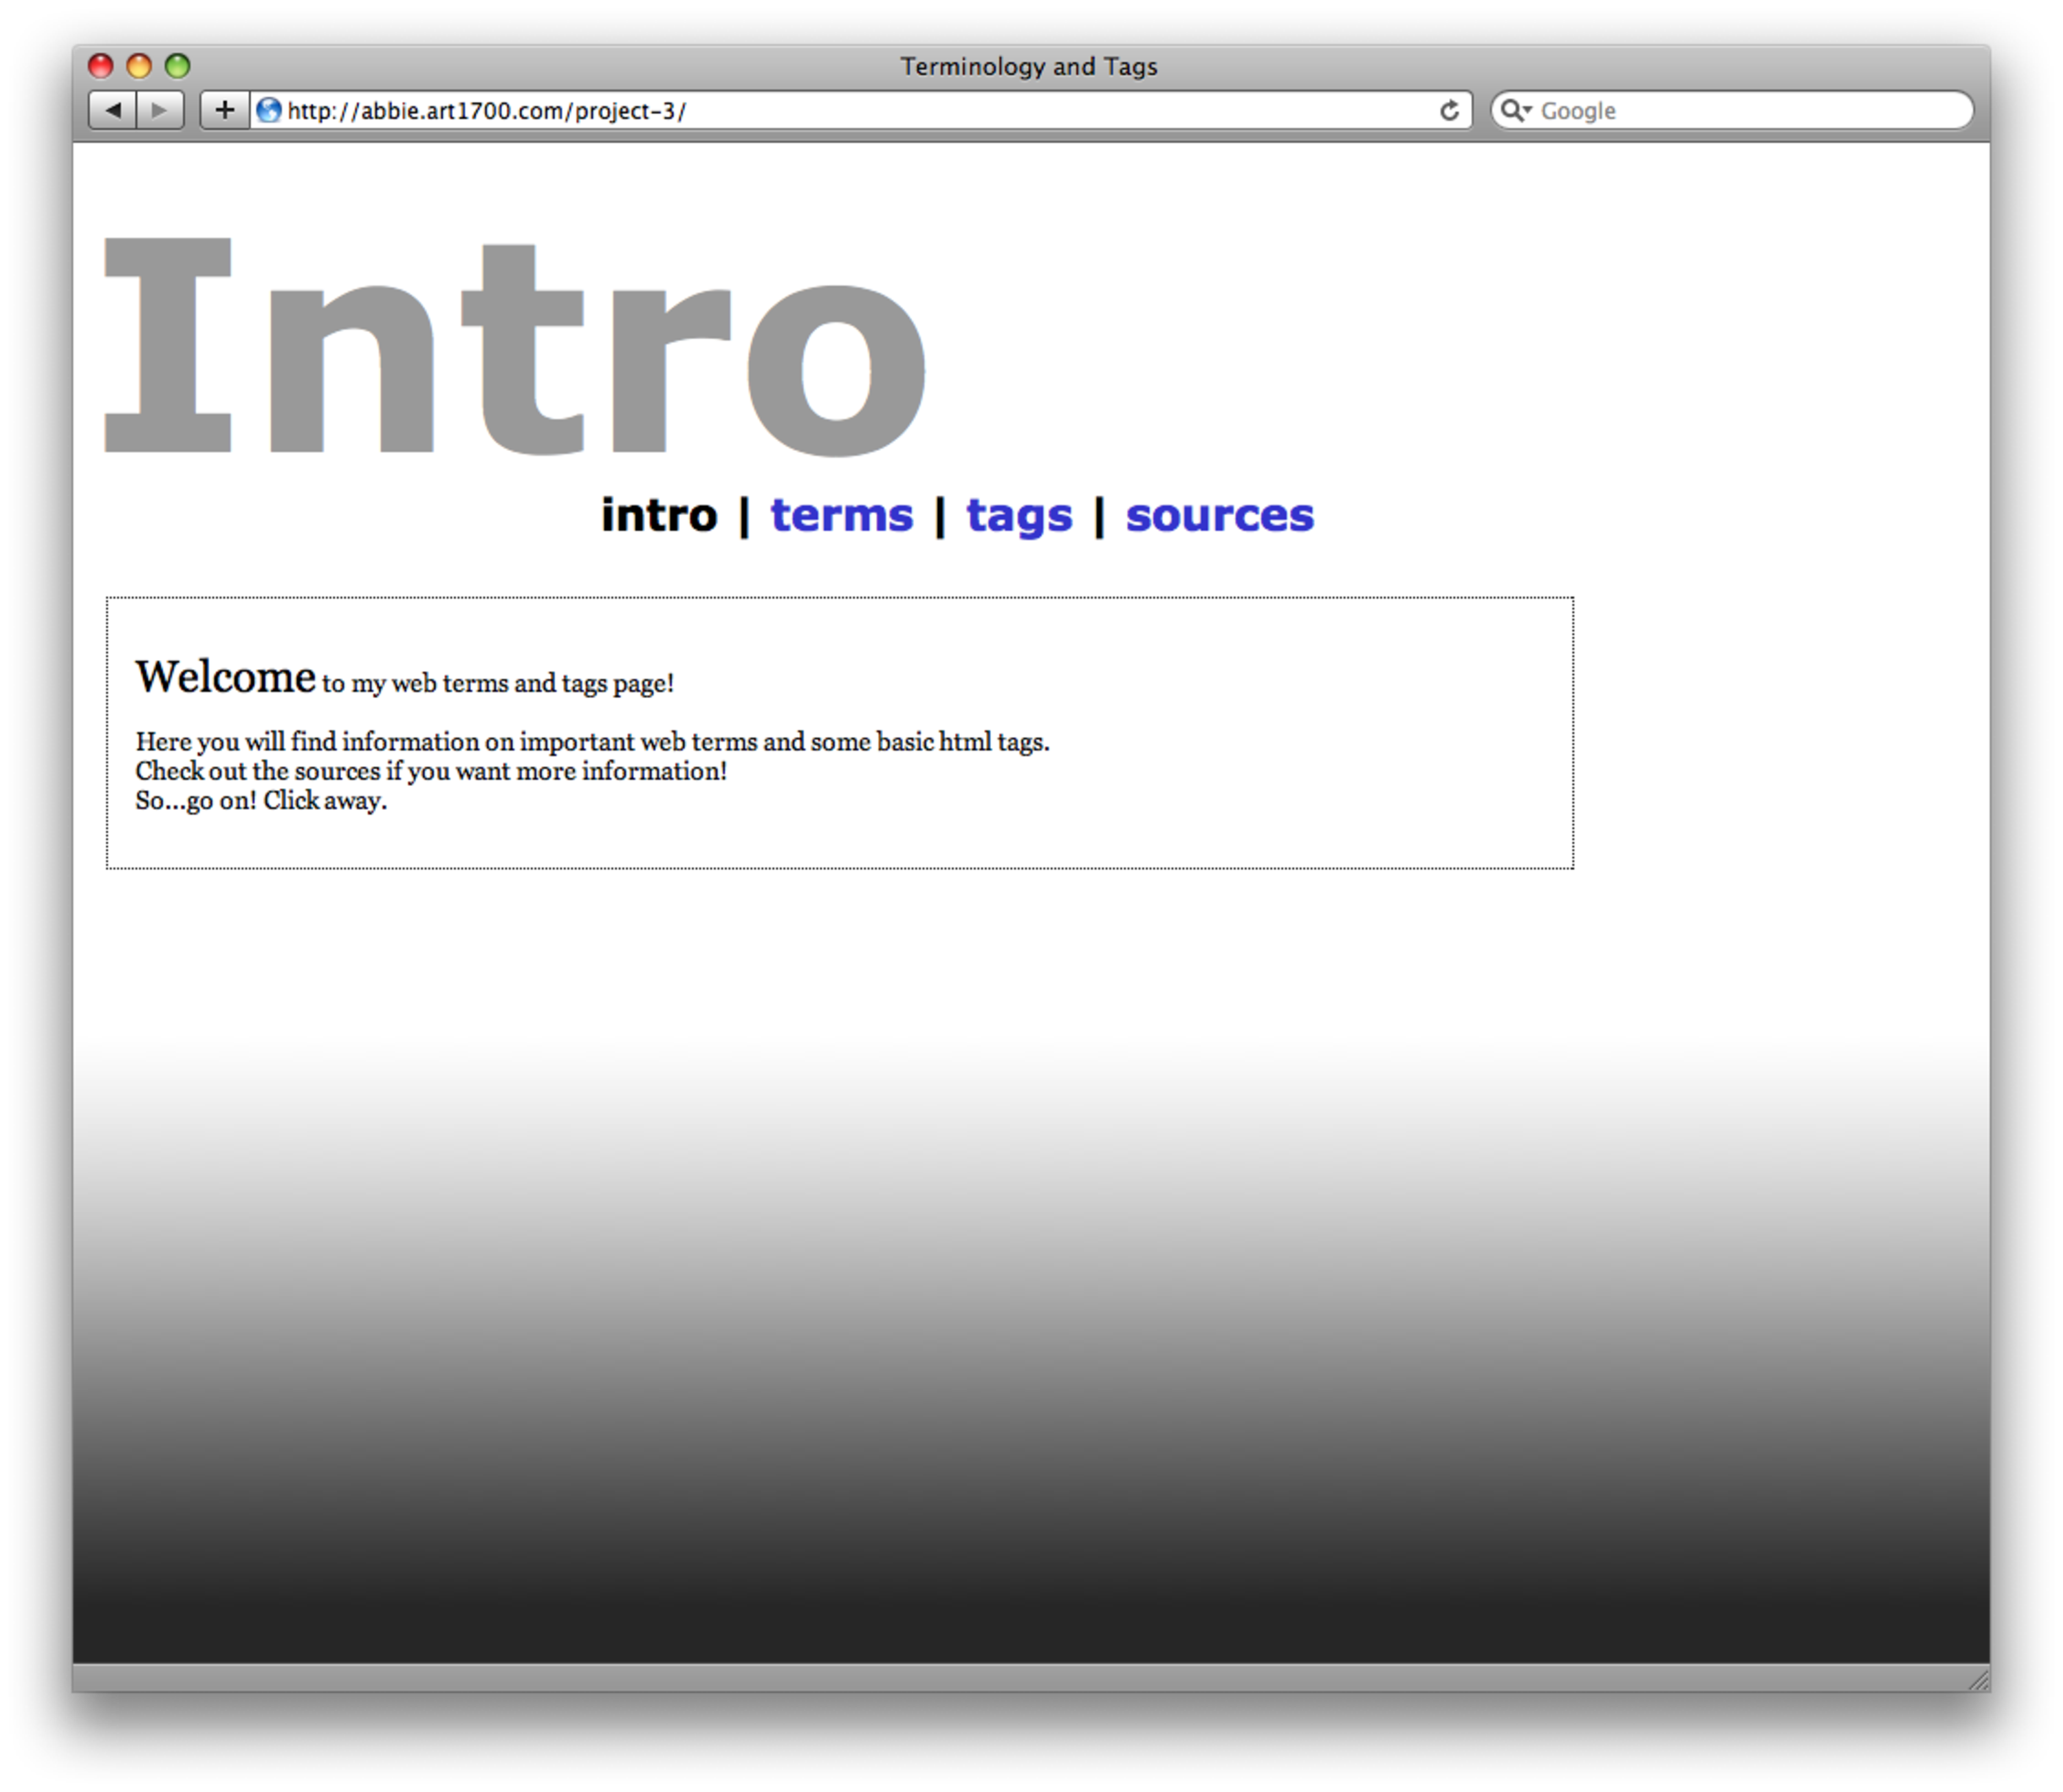 Terminology and Tags
http://abbie.art1700.com/project-3/
Google
Intro
intro | terms | tags | sources
Welcome to my web terms and tags page!
Here you will find information on important web terms and some basic html tags.
Check out the sources if you want more information!
So...go on! Click away.